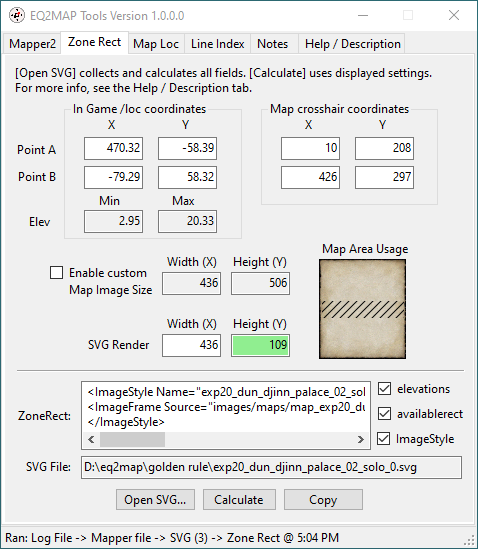 EQ2MAP Tools Version 1.0.0.0
Mapper2 Zone Rect Map Loc Line Index Notes Help / Description
[Open SVG] collects and calculates all fields. [Calculate] uses displayed settings.
For more info, see the Help / Description tab.
In Game /loc coordinates Map crosshair coordinates
X Y X Y
Point A 470.32 -58.39 10 208
Point B -79.29 58.32 426 297
Min Max
Elev 2.95 20.33
Map Area Usage
Width (X) Height (Y)
Enable custom
Map Image Size 436 506
Width (X) Height (Y)
SVG Render 436 109
ZoneRect:
<ImageStyle Name="exp20_dun_djinn_palace_02_solo
<ImageFrame Source="images/maps/map_exp20_du
</ImageStyle>
elevations
availablerect
ImageStyle
SVG File: D:\eq2map\golden rule\exp20_dun_djinn_palace_02_solo_0.svg
Open SVG... Calculate Copy
Ran: Log File -> Mapper file -> SVG (3) -> Zone Rect @ 5:04 PM